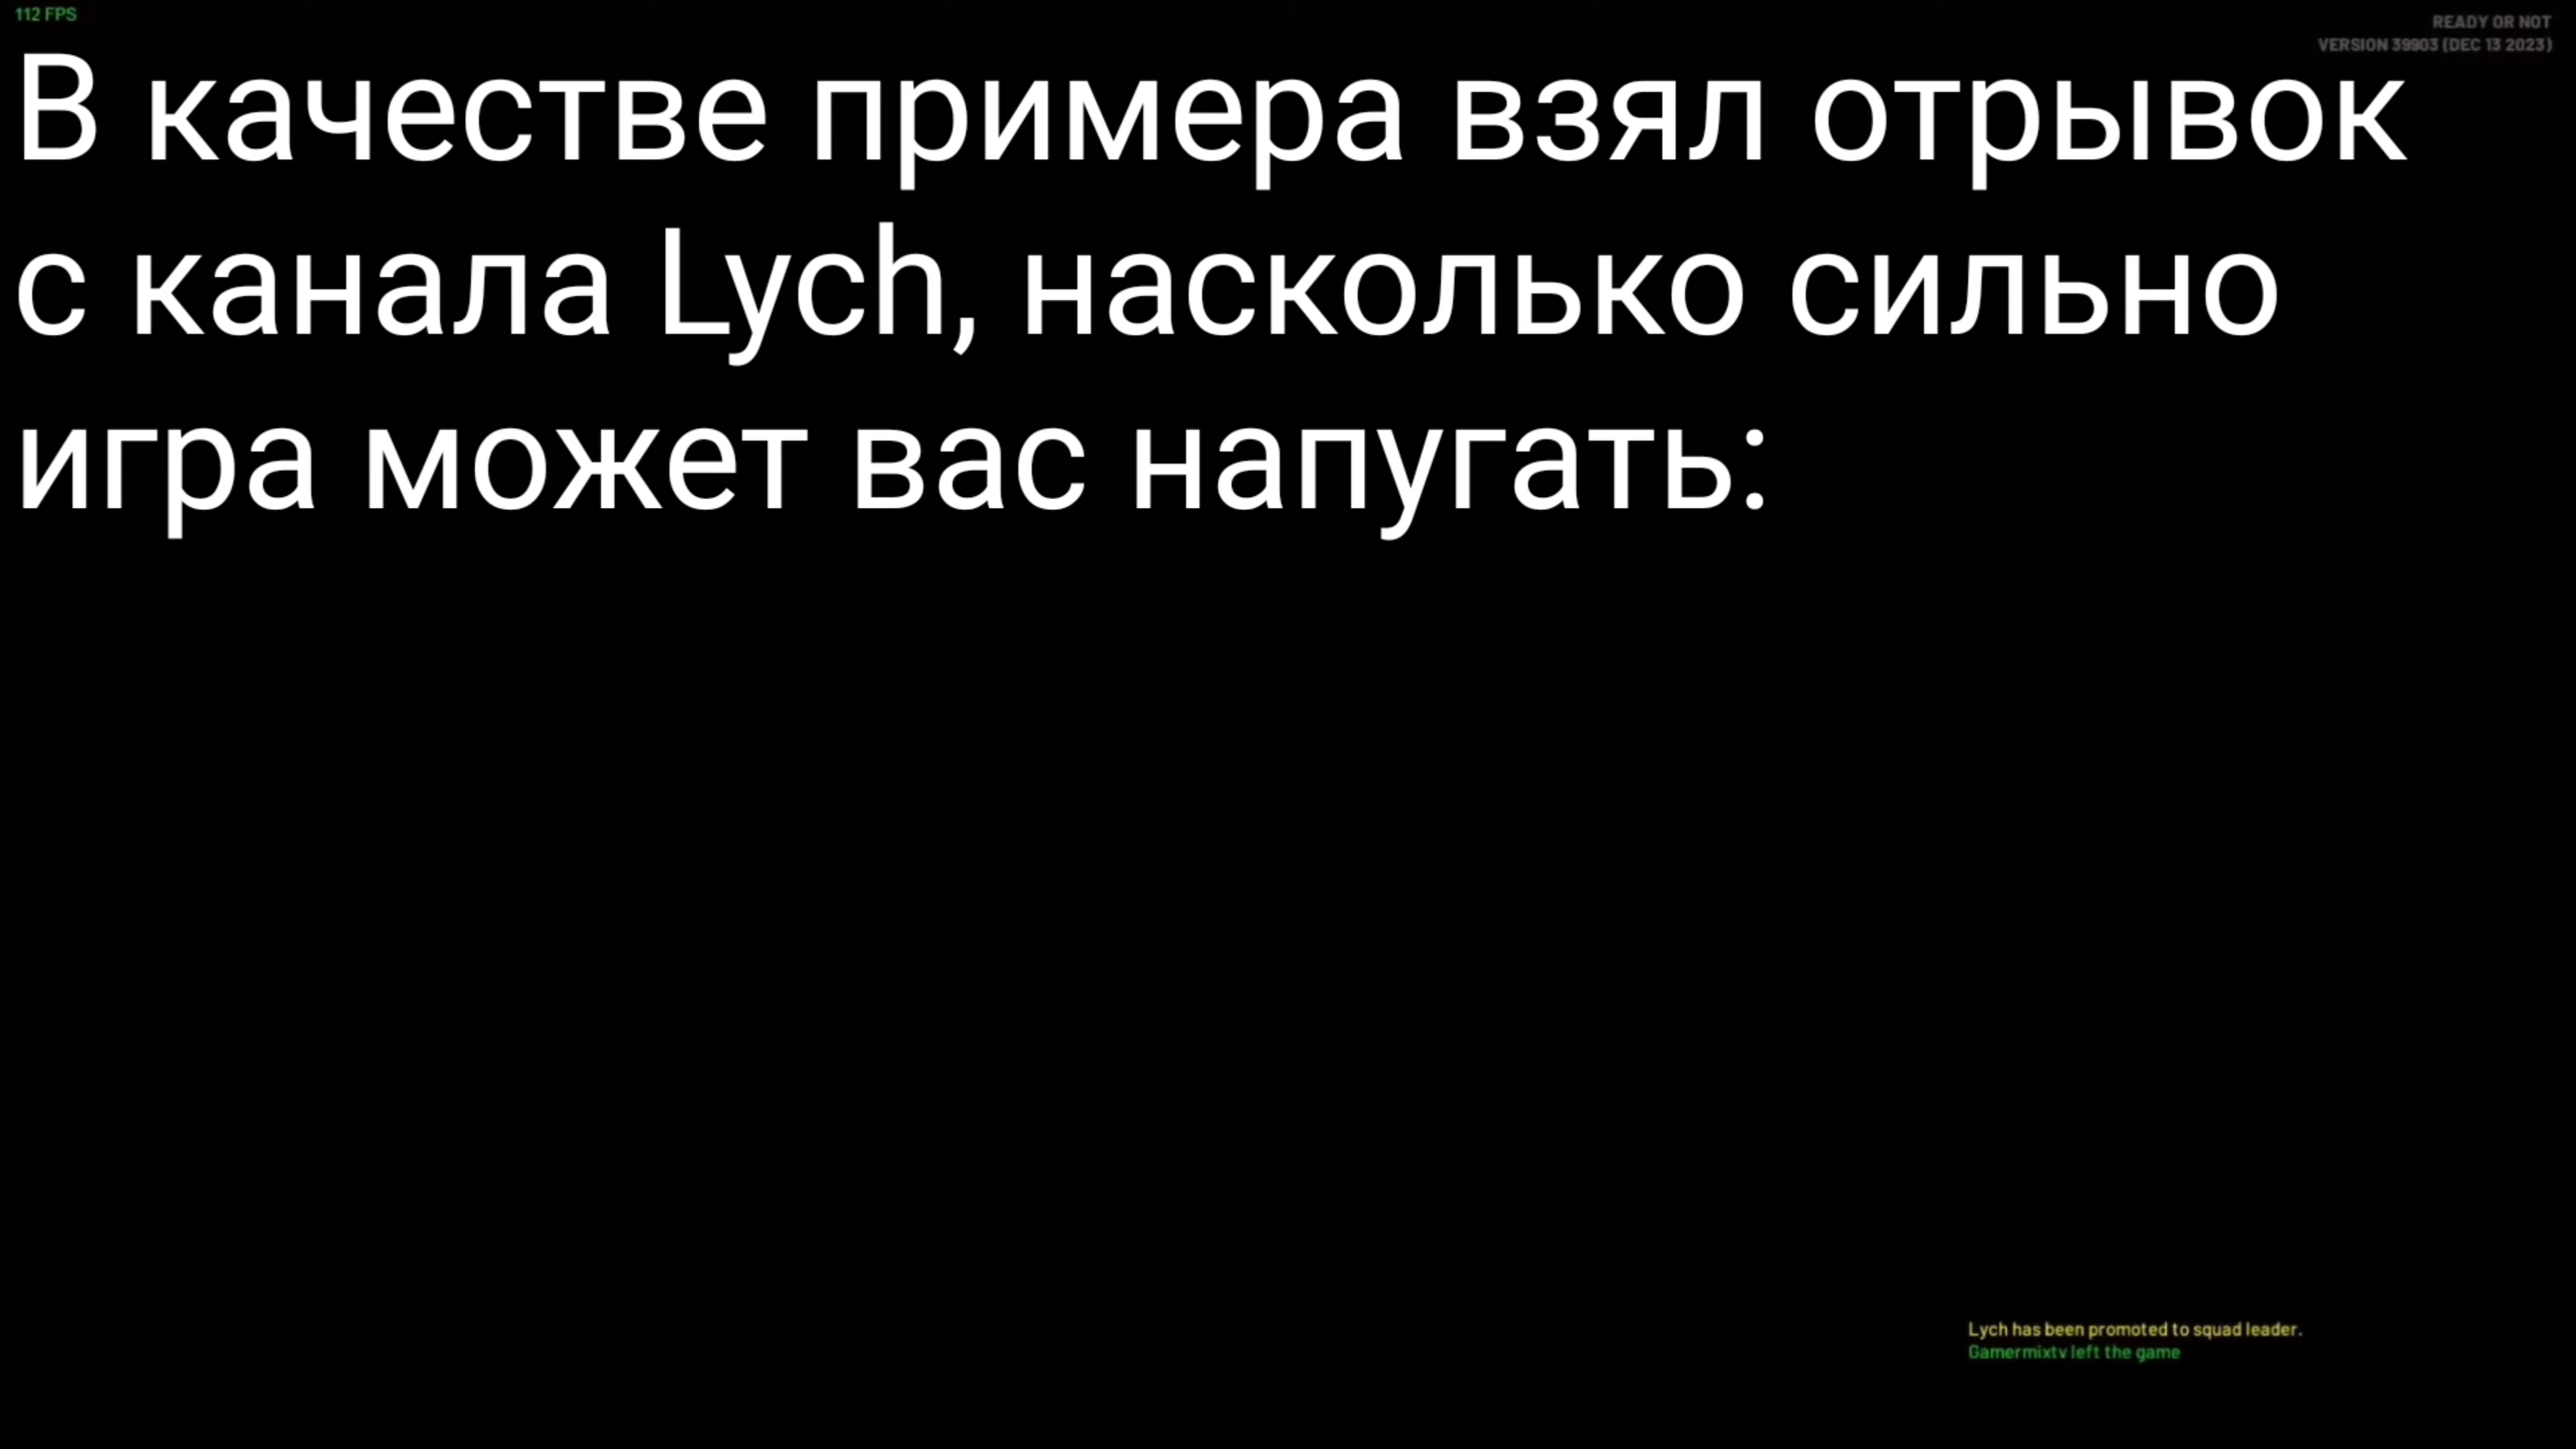 112 FPS
READY OR NOT
VERSION 39903 (DEC 13 2023)
В качестве примера взял отрывок
с канала Lych, насколько сильно
игра может вас напугать:
Lych has been promoted to squad leader.
Gamermixtv left the game